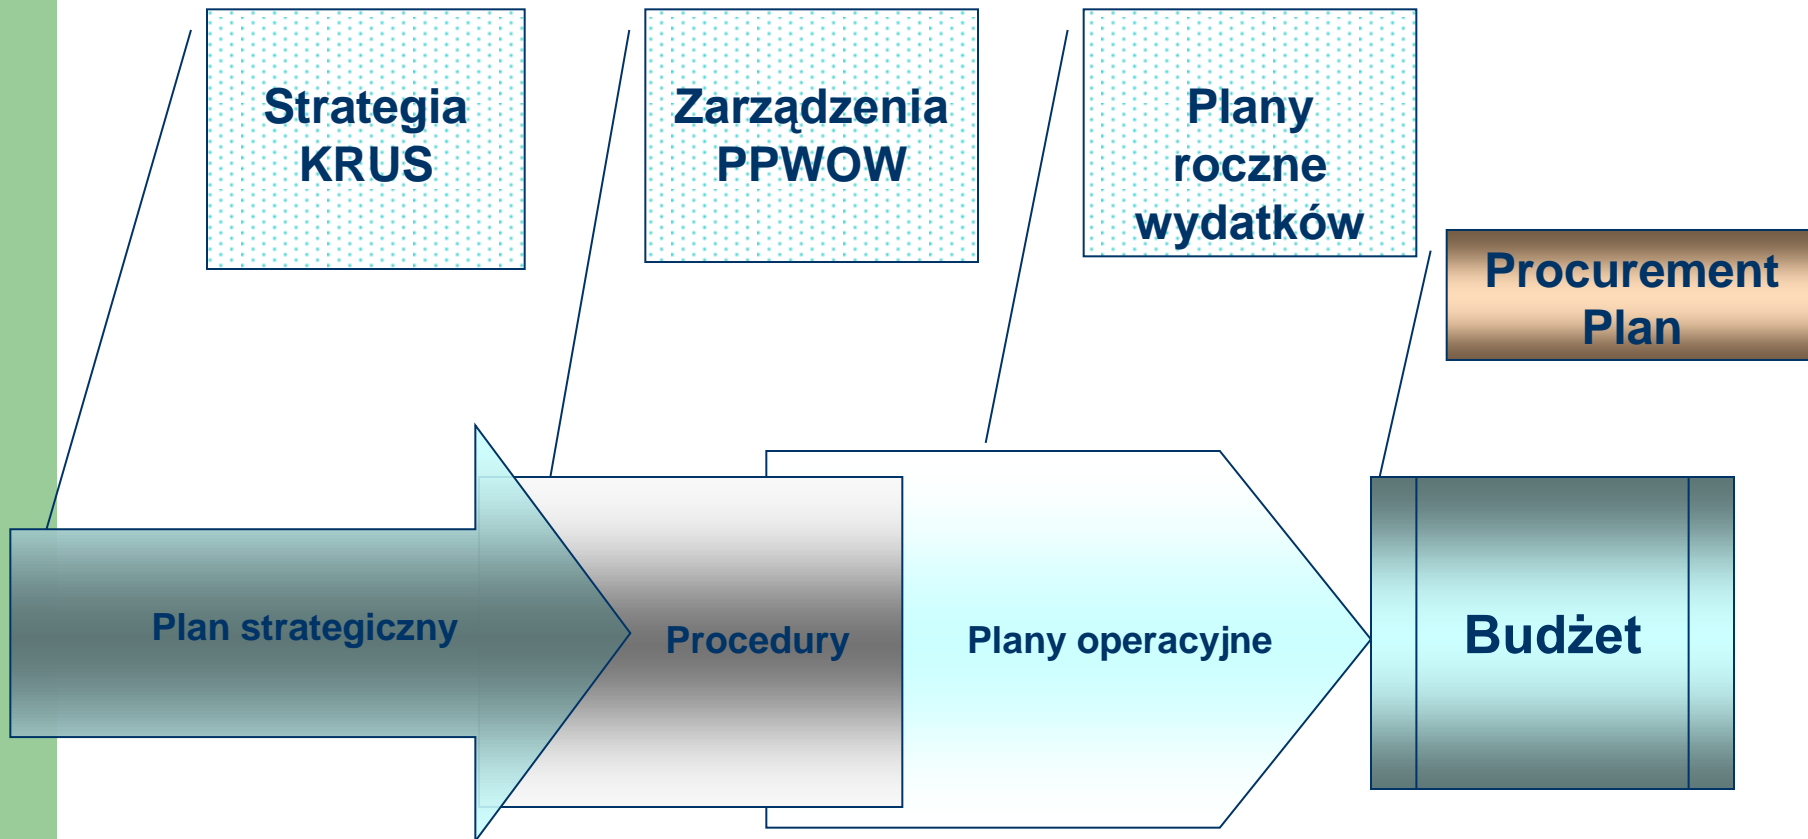 Strategia
KRUS
Zarządzenia
PPWOW
Plany
roczne
wydatków
Procurement
Plan
Plan strategiczny
Procedury
Plany operacyjne
Budżet